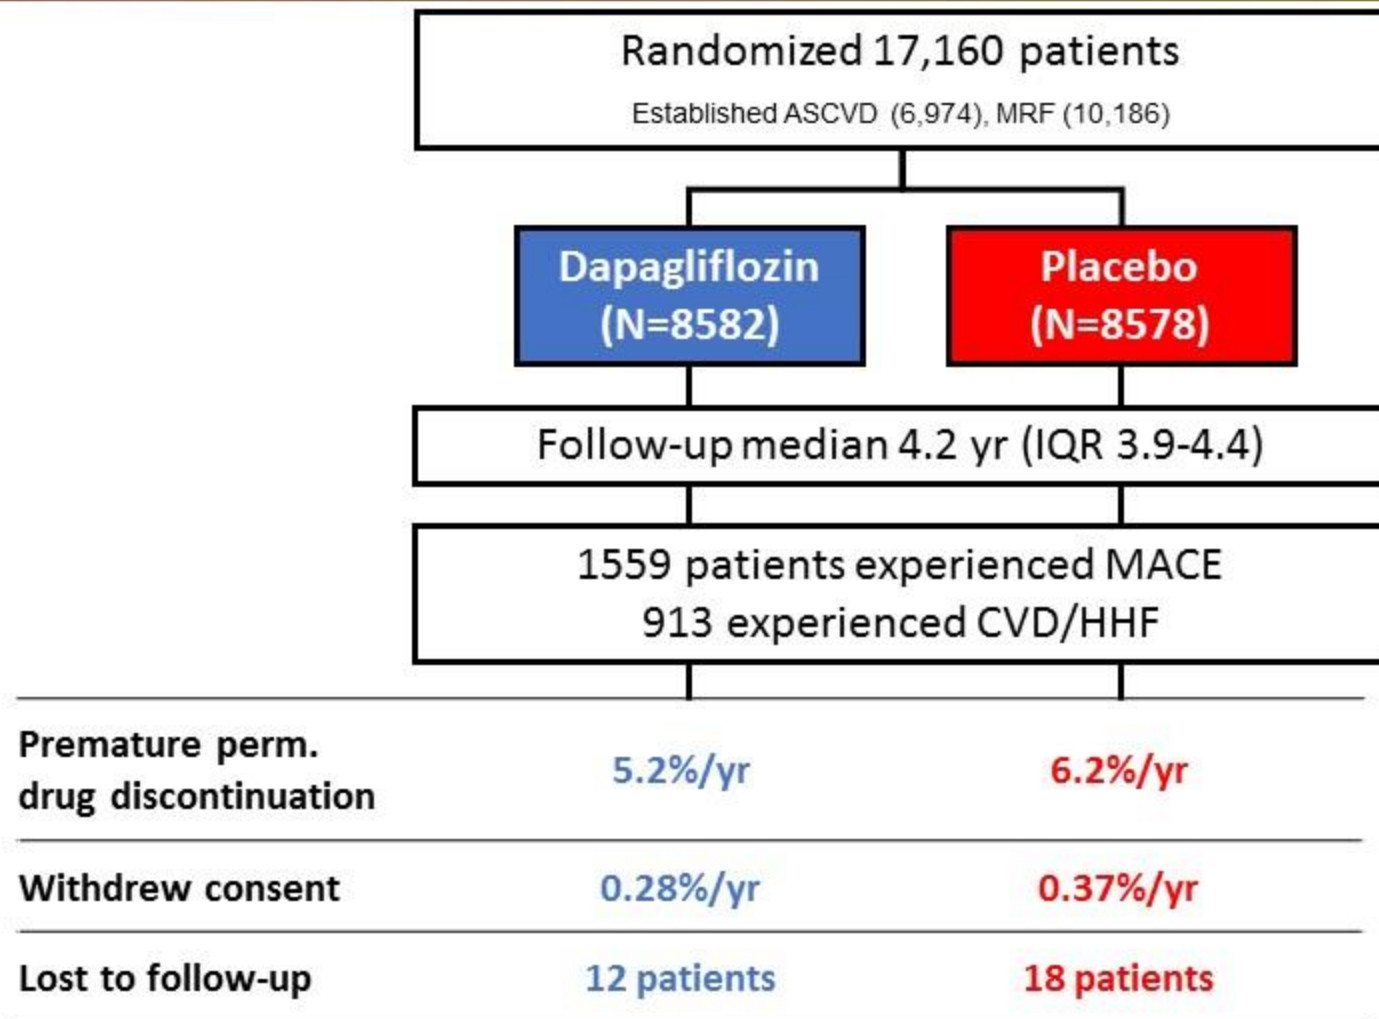 Randomized 17,160 patients
Established ASCVD (6,974), MRF (10,186)
Dapagliflozin
(N=8582)
Placebo
(N=8578)
Follow-up median 4.2 yr (IQR 3.9-4.4)
1559 patients experienced MACE
913 experienced CVD/HHF
Premature perm.
drug discontinuation
5.2%/yr
6.2%/yr
Withdrew consent
0.28%/yr
0.37%/yr
Lost to follow-up
12 patients
18 patients